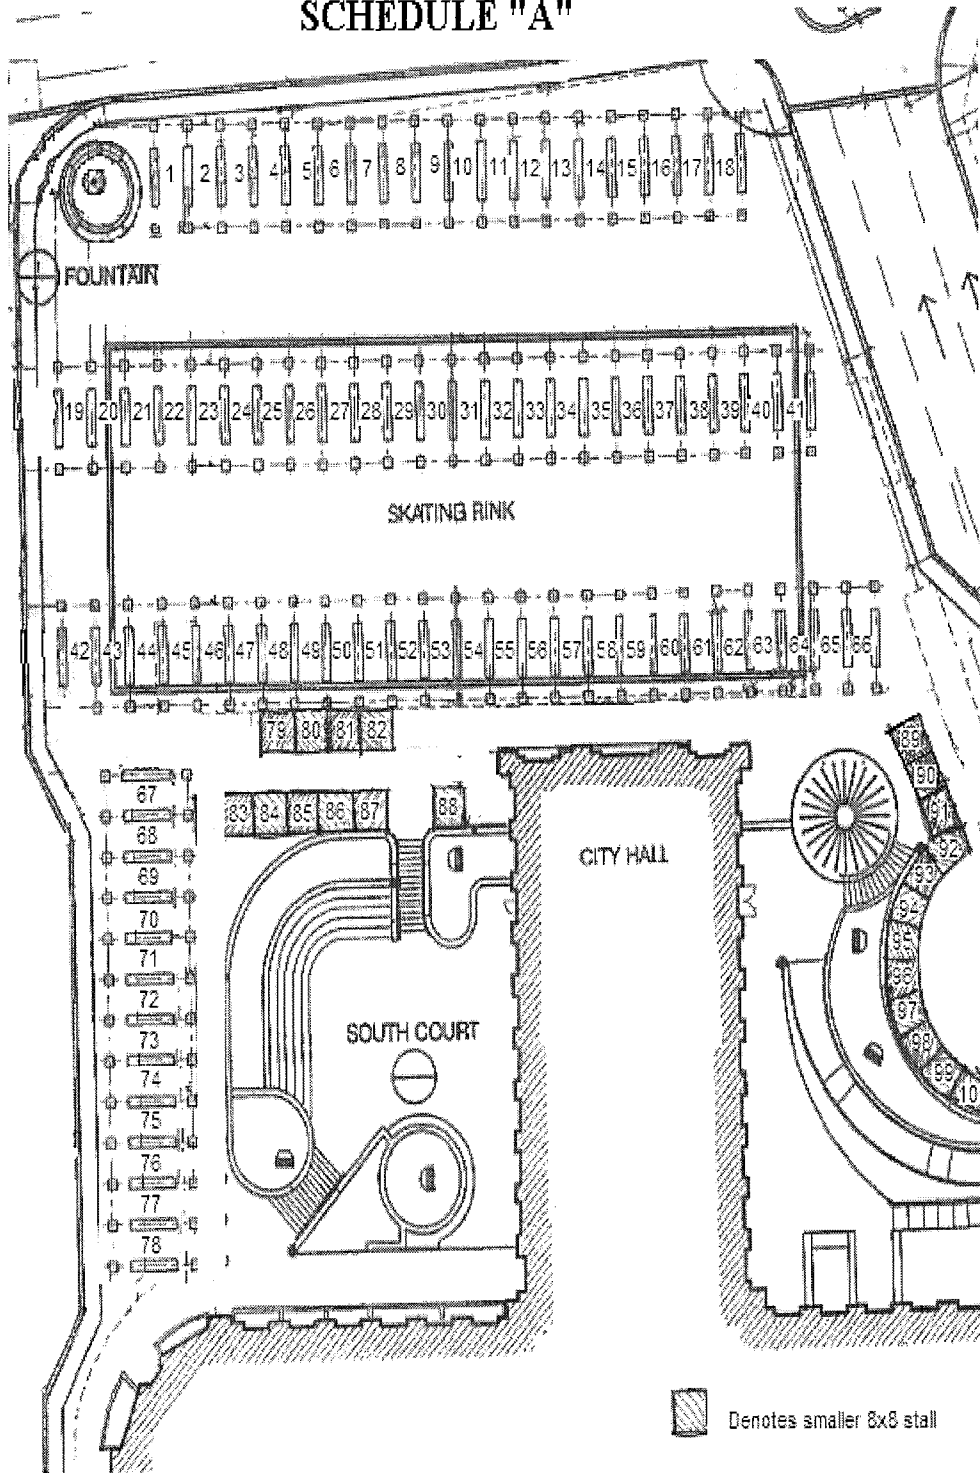 SCHEDULE "A"
1 2 3 4 5 6 7 8 9 10 11 12 13 14 15 16 17 18
FOUNTAIN
19 20 21 22 23 24 25 26 27 28 29 30 31 32 33 34 35 36 37 38 39 40 41
SKATING RINK
42 43 44 45 46 47 48 49 50 51 52 53 54 55 56 57 58 59 60 61 62 63 64 65 66
79 80 81 82
89
90
91
92
67
68
69
70
71
72
73
74
75
76
77
78
83 84 85 86 87 88
CITY HALL
93
94
95
96
97
98
99
10
SOUTH COURT
Denotes smaller 8x8 stall